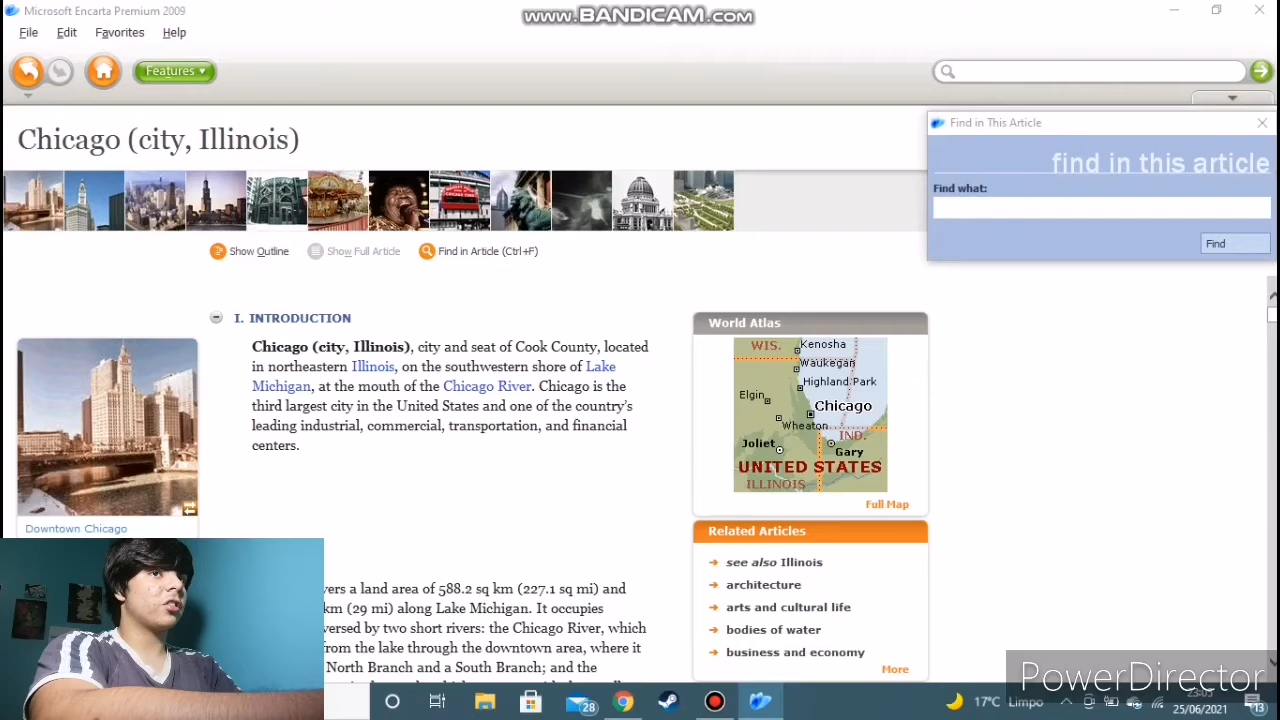 Microsoft Encarta Premium 2009
www.BANDICAM.com
File Edit Favorites Help
Features
Chicago (city, Illinois)
Find in This Article
find in this article
Find what:
Find
Show Outline Show Full Article Find in Article (Ctrl+F)
I. INTRODUCTION
Chicago (city, Illinois), city and seat of Cook County, located
in northeastern Illinois, on the southwestern shore of Lake
Michigan, at the mouth of the Chicago River. Chicago is the
third largest city in the United States and one of the country's
leading industrial, commercial, transportation, and financial
centers.
Downtown Chicago
vers a land area of 588.2 sq km (227.1 sq mi) and
km (29 mi) along Lake Michigan. It occupies
versed by two short rivers: the Chicago River, which
from the lake through the downtown area, where it
North Branch and a South Branch; and the
World Atlas
WIS.
Kenosha
Waukegan
Highland Park
Elgin
Chicago
Wheaton
IND.
Joliet
Gary
UNITED STATES
ILLINOIS
Full Map
Related Articles
see also Illinois
architecture
arts and cultural life
bodies of water
business and economy
More
PowerDirector
28
17°C Limpo
23:03
25/06/2021
13